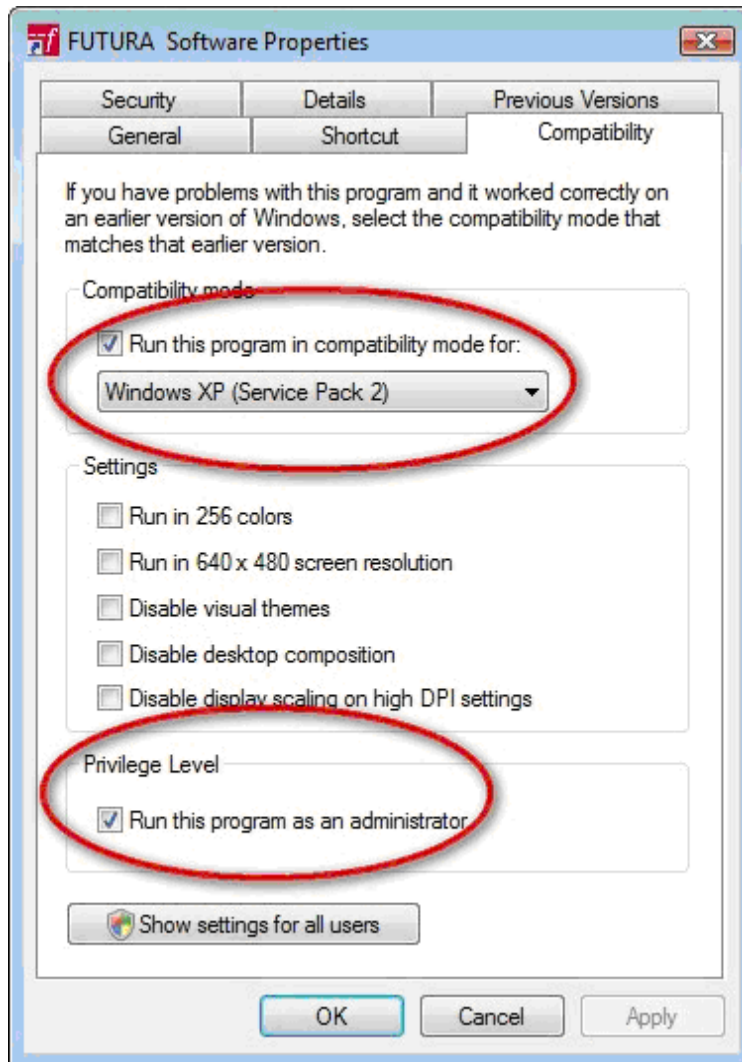 FUTURA Software Properties
Security Details Previous Versions
General Shortcut Compatibility
If you have problems with this program and it worked correctly on
an earlier version of Windows, select the compatibility mode that
matches that earlier version.
Compatibility mode
Run this program in compatibility mode for:
Windows XP (Service Pack 2)
Settings
Run in 256 colors
Run in 640 x 480 screen resolution
Disable visual themes
Disable desktop composition
Disable display scaling on high DPI settings
Privilege Level
Run this program as an administrator
Show settings for all users
OK Cancel Apply